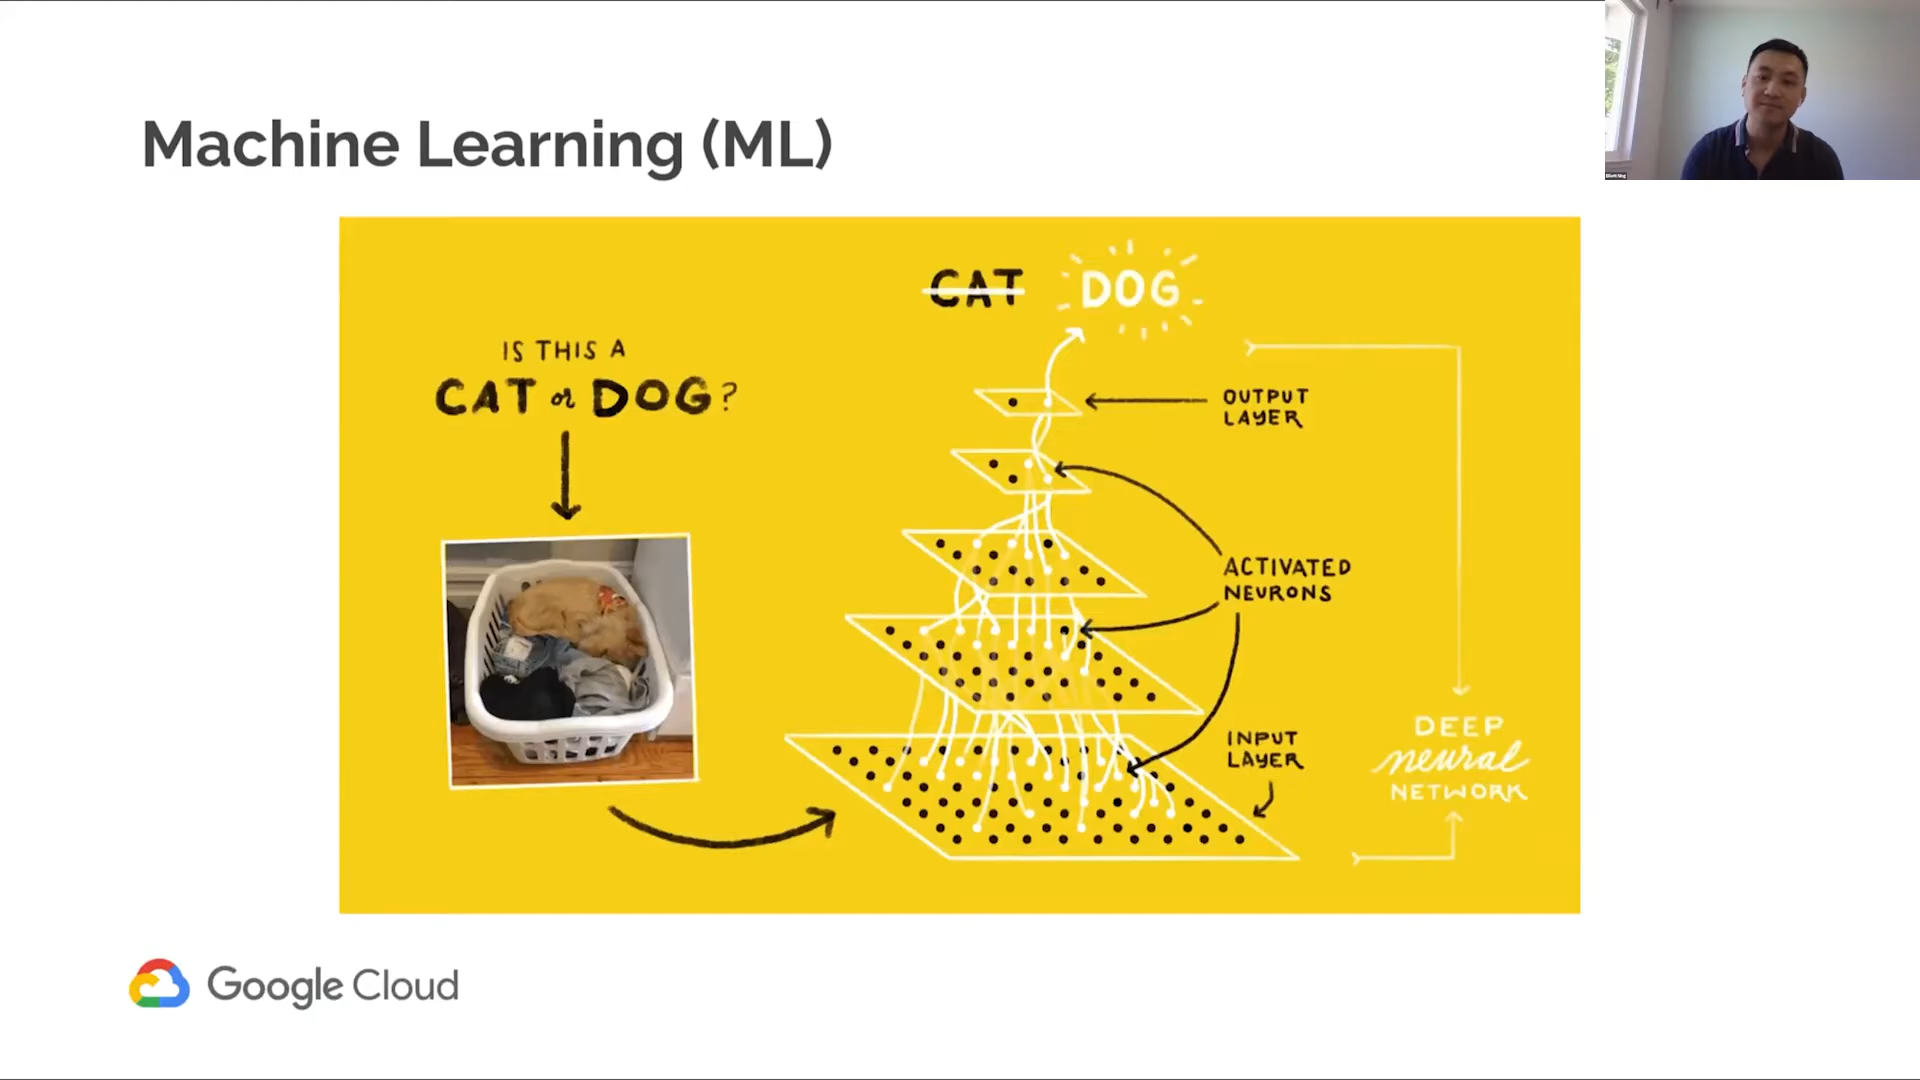 Machine Learning (ML)
IS THIS A
CAT or DOG?
CAT DOG
OUTPUT
LAYER
ACTIVATED
NEURONS
INPUT
LAYER
DEEP
neural
NETWORK
Google Cloud